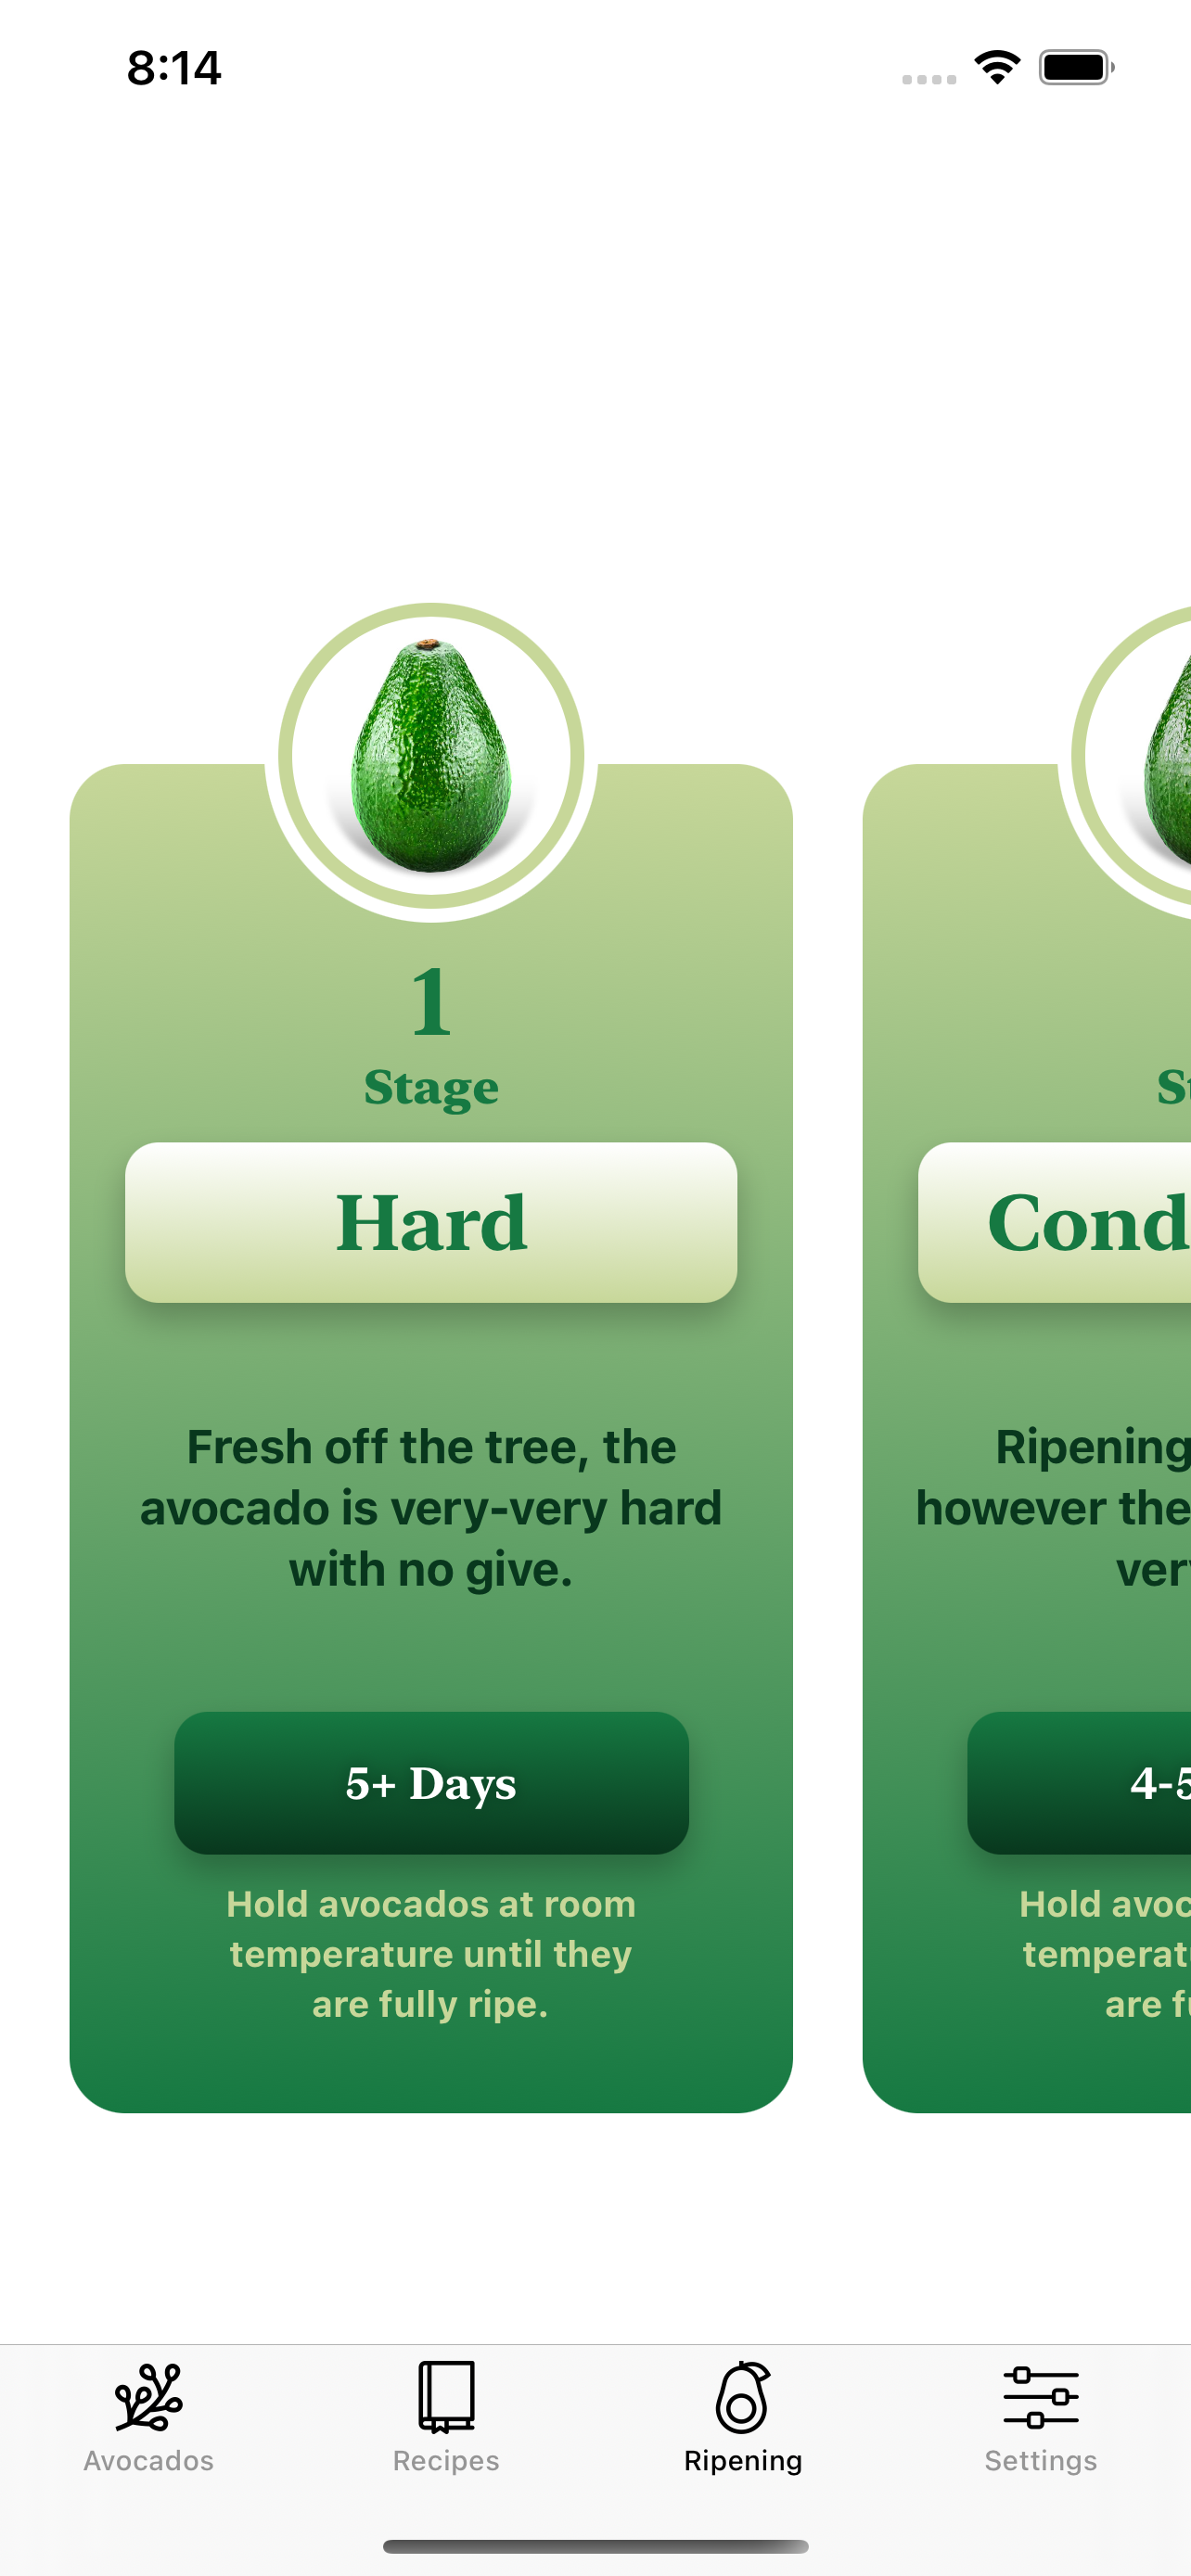 8:14
1
Stage
Hard
Fresh off the tree, the
avocado is very-very hard
with no give.
5+ Days
Hold avocados at room
temperature until they
are fully ripe.
St
Cond
Ripening
however the
very
4-5
Hold avoc
temperat
are fu
Avocados
Recipes
Ripening
Settings